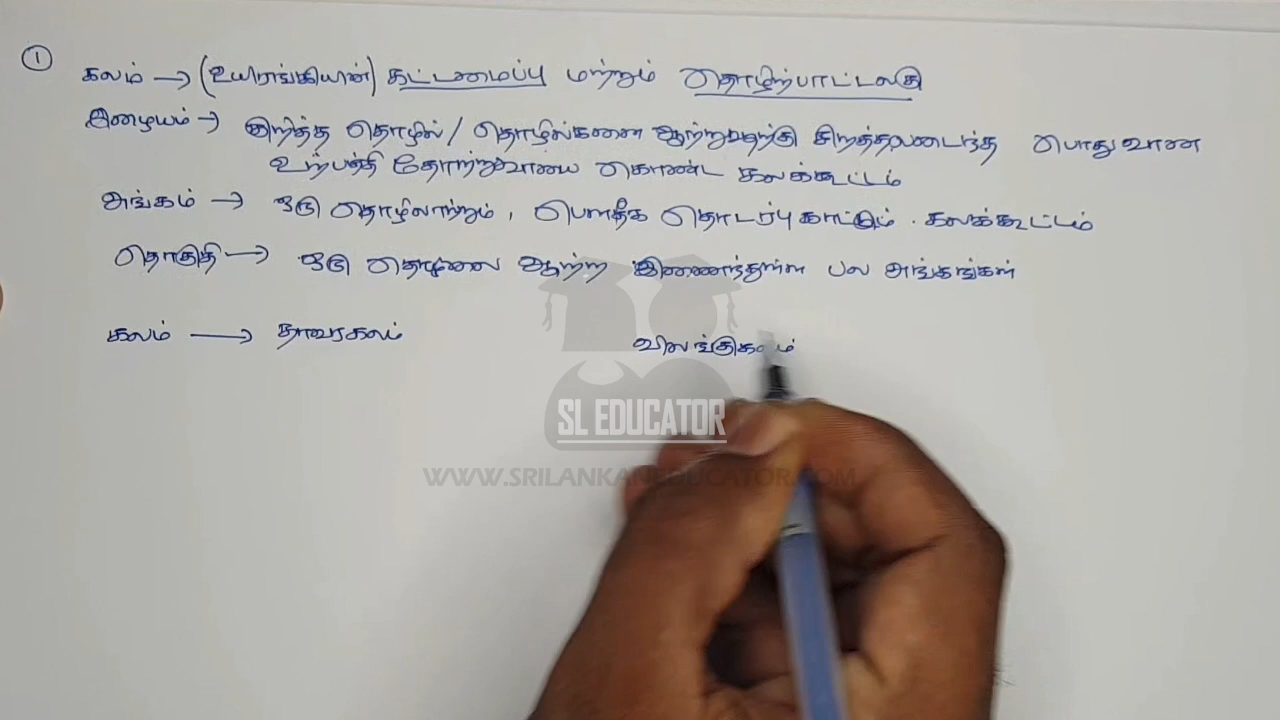 ①
கலம் → (உயிரங்கியின்) கட்டமைப்பு மற்றும் தொழிற்பாட்டலகு
இழையம் → குறித்த தொழில் / தொழில்களை ஆற்றுவதற்கு சிறத்தலடைந்த பொதுவான
உற்பத்தி தோற்றுவாயை கொண்ட கலக்கூட்டம்
அங்கம் → ஒரு தொழிலாற்றும், பௌதீக தொடர்பு காட்டும். கலக்கூட்டம்
தொகுதி → ஒரு தொழிலை ஆற்ற இணைந்துள்ள பல அங்கங்கள்
கலம் → தாவரகலம் விலங்குகலம்
SL EDUCATOR
WWW.SRILANKANEDUCATOR.COM